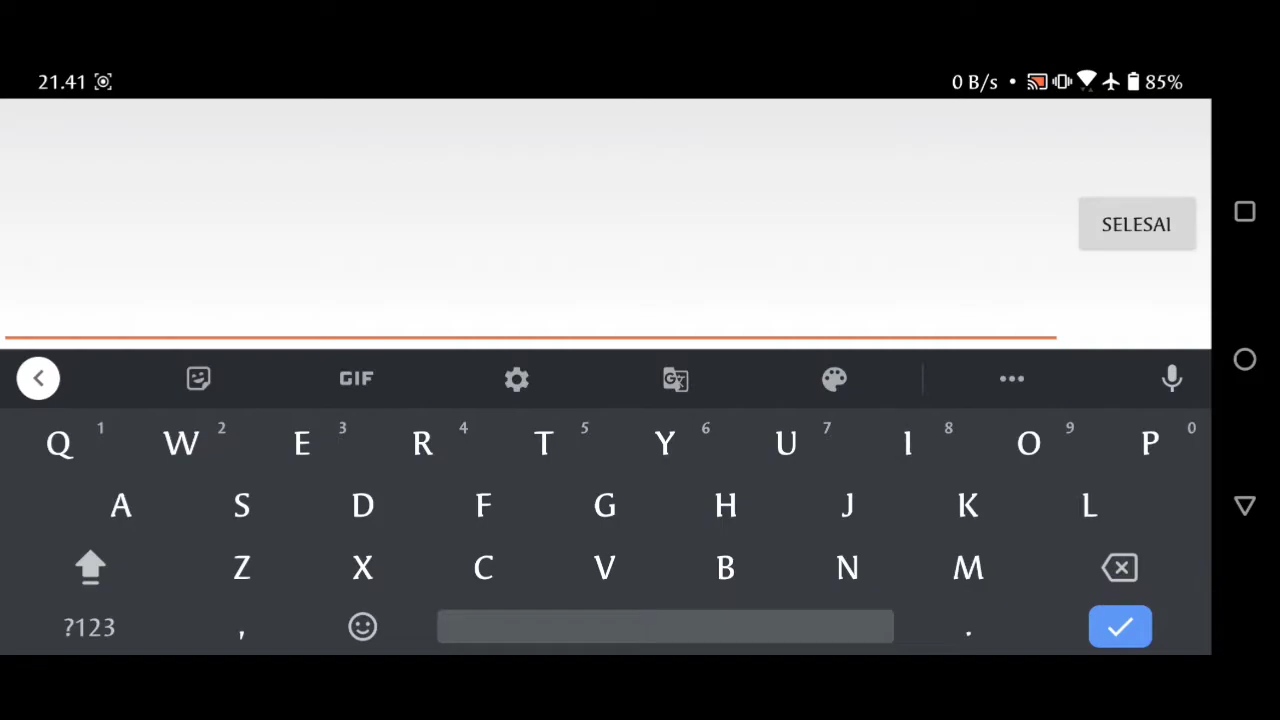 21.41 0 B/s • 85%
SELESAI
GIF •••
Q 1 W 2 E 3 R 4 T 5 Y 6 U 7 I 8 O 9 P 0
A S D F G H J K L
Z X C V B N M
?123 , .